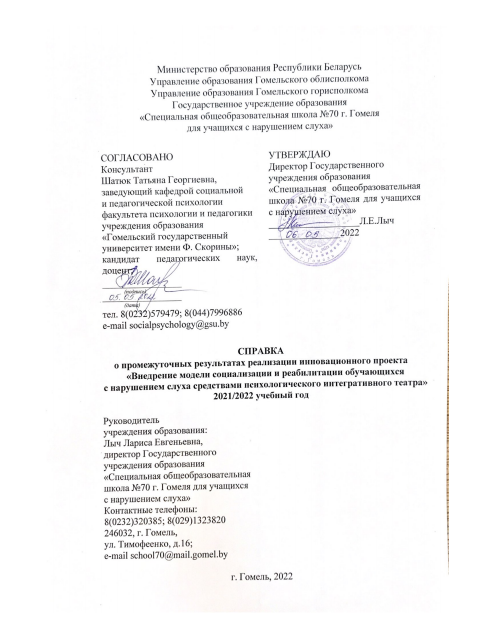 Министерство образования Республики Беларусь
Управление образования Гомельского облисполкома
Управление образования Гомельского горисполкома
Государственное учреждение образования
«Специальная общеобразовательная школа №70 г. Гомеля
для учащихся с нарушением слуха»
СОГЛАСОВАНО
Консультант
Шатюк Татьяна Георгиевна,
заведующий кафедрой социальной
и педагогической психологии
факультета психологии и педагогики
учреждения образования
«Гомельский государственный
университет имени Ф. Скорины»;
кандидат педагогических наук,
доцент
05.05
(дата)
тел. 8(0232)579479; 8(044)7996886
e-mail socialpsychology@gsu.by
УТВЕРЖДАЮ
Директор Государственного
учреждения образования
«Специальная общеобразовательная
школа №70 г. Гомеля для учащихся
с нарушением слуха»
Л.Е.Лыч
06.05 2022
СПРАВКА
о промежуточных результатах реализации инновационного проекта
«Внедрение модели социализации и реабилитации обучающихся
с нарушением слуха средствами психологического интегративного театра»
2021/2022 учебный год
Руководитель
учреждения образования:
Лыч Лариса Евгеньевна,
директор Государственного
учреждения образования
«Специальная общеобразовательная
школа №70 г. Гомеля для учащихся
с нарушением слуха»
Контактные телефоны:
8(0232)320385; 8(029)1323820
246032, г. Гомель,
ул. Тимофеенко, д.16;
e-mail school70@mail.gomel.by
г. Гомель, 2022